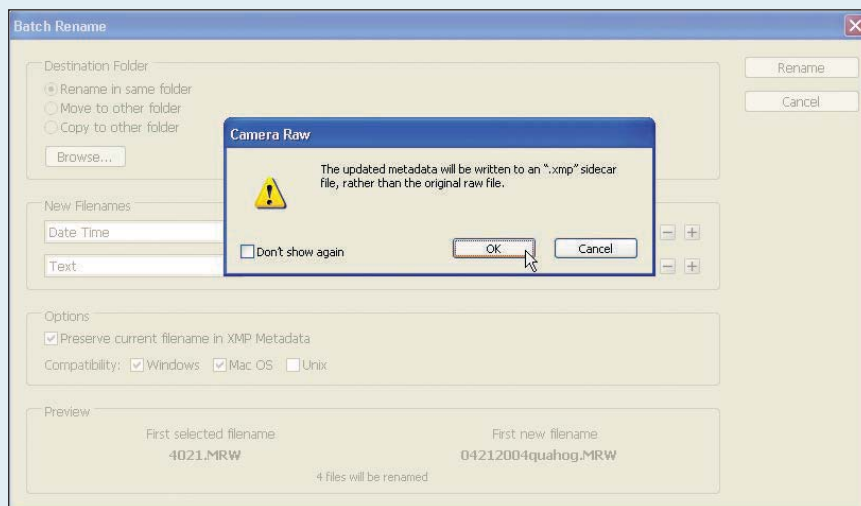 Batch Rename
Destination Folder
Rename in same folder
Move to other folder
Copy to other folder
Browse...
Rename
Cancel
Camera Raw
The updated metadata will be written to an ".xmp" sidecar
file, rather than the original raw file.
Don't show again
OK
Cancel
New Filenames
Date Time
Text
Options
Preserve current filename in XMP Metadata
Compatibility: Windows Mac OS Unix
Preview
First selected filename
First new filename
4021.MRW
04212004quahog.MRW
4 files will be renamed